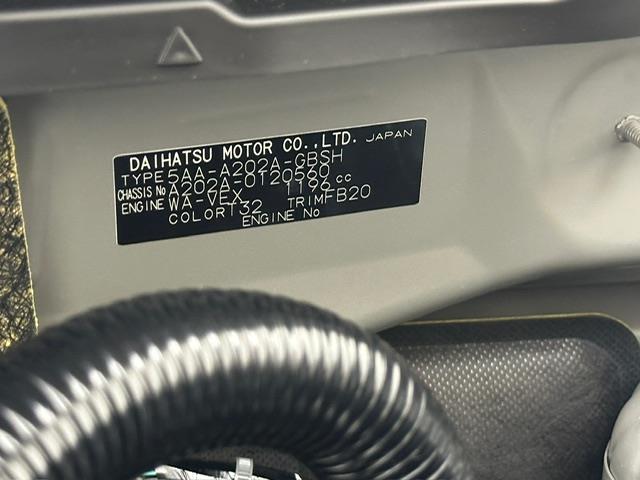 DAIHATSU MOTOR CO.,LTD. JAPAN
TYPE 5AA-A202A-GBSH
CHASSIS No A202A-0120560
ENGINE WA-VEX 1196 cc
COLOR T32 TRIM FB20
ENGINE No